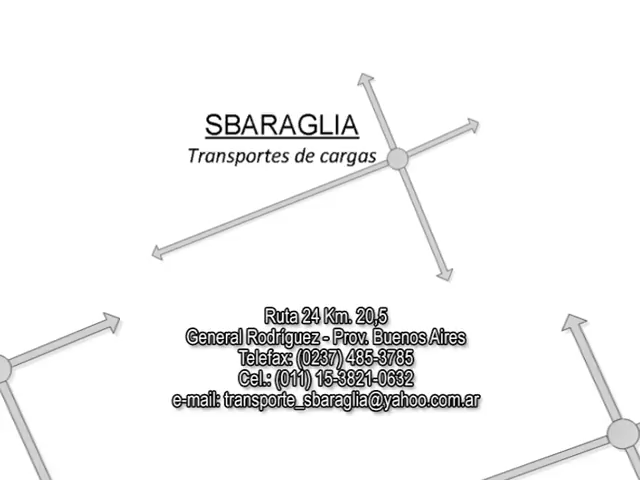 SBARAGLIA
Transportes de cargas
Ruta 24 Km. 20,5
General Rodríguez - Prov. Buenos Aires
Telefax: (0237) 485-3785
Cel.: (011) 15-3821-0632
e-mail: transporte_sbaraglia@yahoo.com.ar